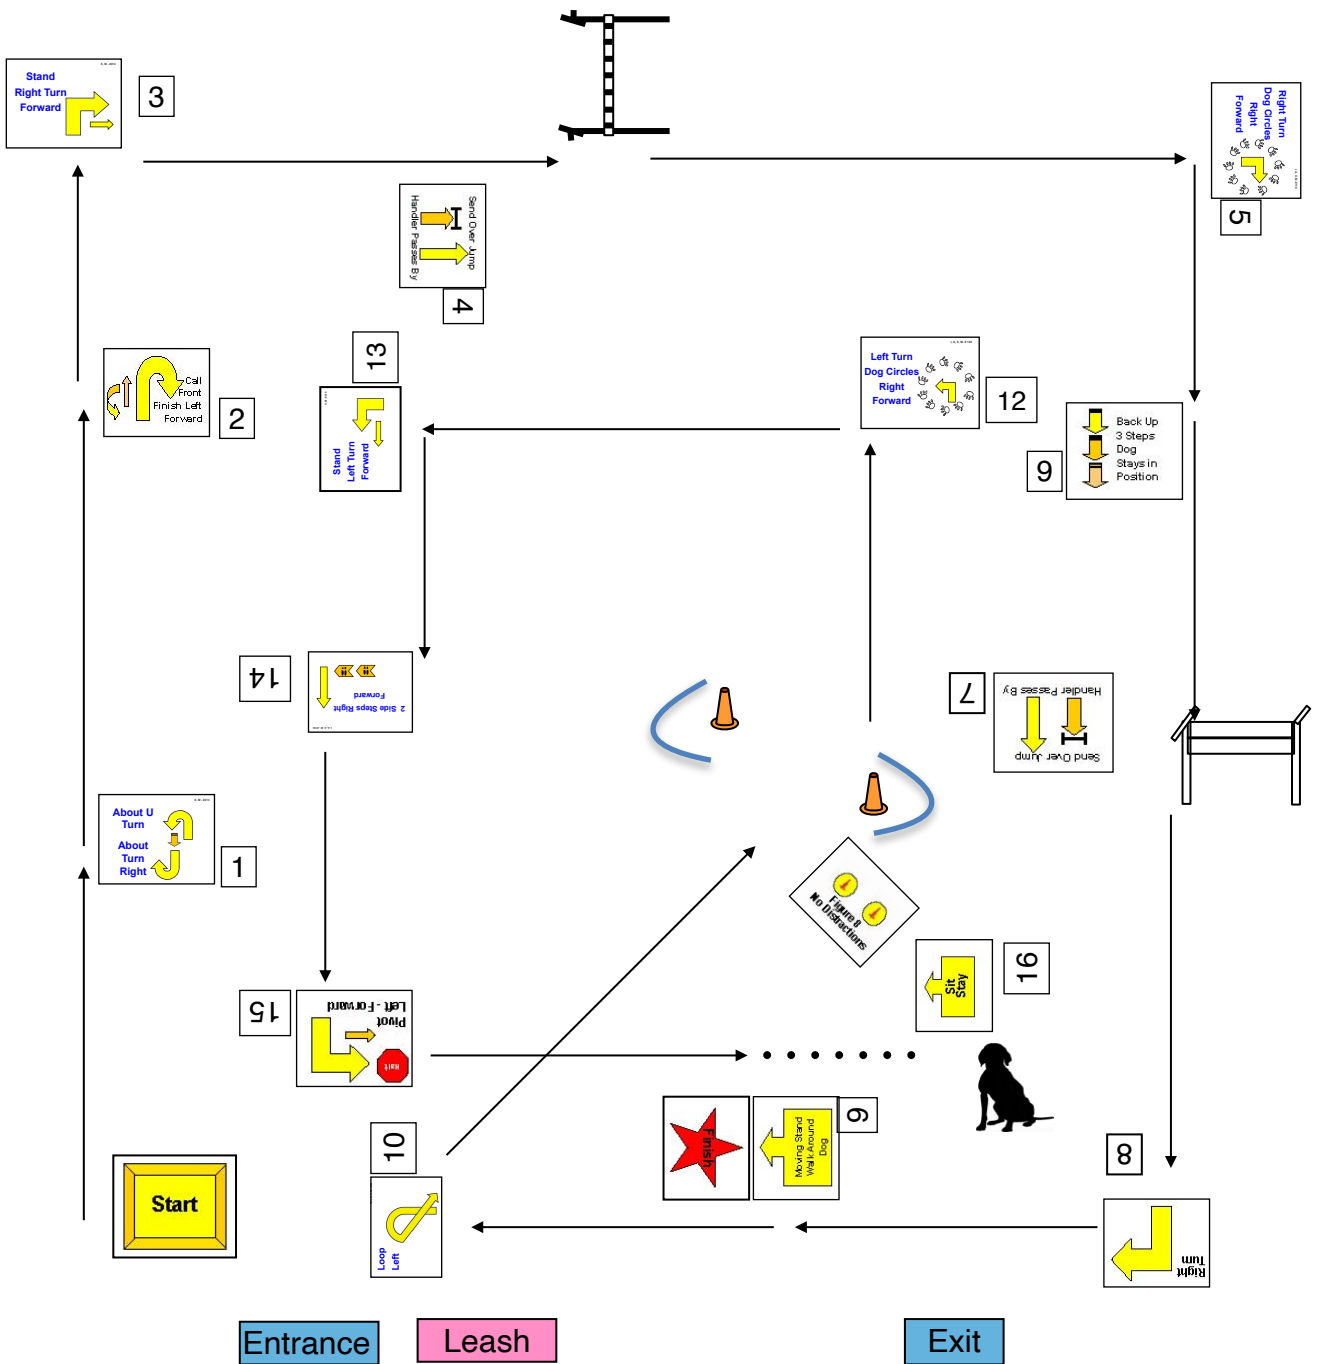 Stand
Right Turn
Forward
3
Right Turn
Dog Circles
Right
Forward
5
Send Over Jump
Handler Passes By
4
Call
Front
Finish Left
Forward
2
13
Stand
Left Turn
Forward
Left Turn
Dog Circles
Right
Forward
12
Back Up
3 Steps
Dog
Stays in
Position
6
14
2 Side Steps Right
Forward
7
Send Over Jump
Handler Passes By
About U
Turn
About
Turn
Right
1
Figure 8
No Distractions
Sit
Stay
16
15
Halt
Pivot
Left - Forward
Finish
Moving Stand
Walk Around
Dog
9
10
Loop
Left
8
Right
Turn
Start
Entrance
Leash
Exit